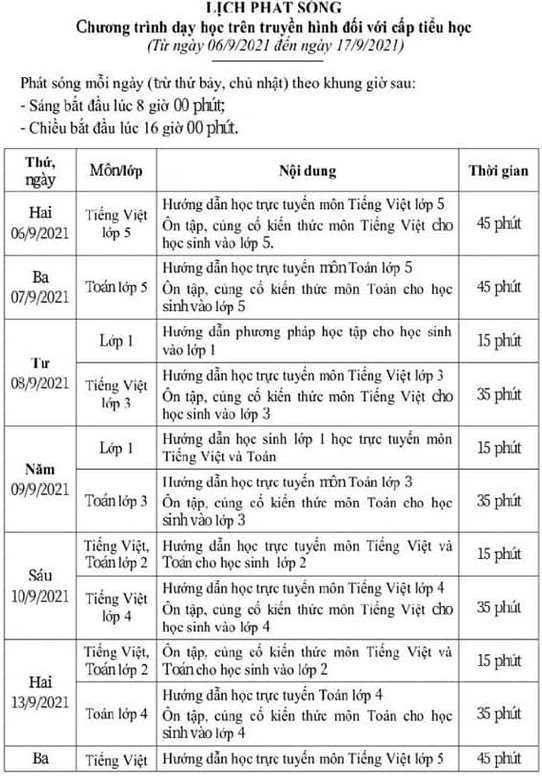 LỊCH PHÁT SÓNG
Chương trình dạy học trên truyền hình đối với cấp tiểu học
(Từ ngày 06/9/2021 đến ngày 17/9/2021)
Phát sóng mỗi ngày (trừ thứ bảy, chủ nhật) theo khung giờ sau:
- Sáng bắt đầu lúc 8 giờ 00 phút;
- Chiều bắt đầu lúc 16 giờ 00 phút.
Thứ, ngày
Môn/lớp
Nội dung
Thời gian
Hai
06/9/2021
Tiếng Việt
lớp 5
Hướng dẫn học trực tuyến môn Tiếng Việt lớp 5
Ôn tập, củng cố kiến thức môn Tiếng Việt cho
học sinh vào lớp 5.
45 phút
Ba
07/9/2021
Toán lớp 5
Hướng dẫn học trực tuyến môn Toán lớp 5
Ôn tập, củng cố kiến thức môn Toán cho học
sinh vào lớp 5
45 phút
Tư
08/9/2021
Lớp 1
Hướng dẫn phương pháp học tập cho học sinh
vào lớp 1
15 phút
Tiếng Việt
lớp 3
Hướng dẫn học trực tuyến môn Tiếng Việt lớp 3
Ôn tập, củng cố kiến thức môn Tiếng Việt cho
học sinh vào lớp 3
35 phút
Năm
09/9/2021
Lớp 1
Hướng dẫn học sinh lớp 1 học trực tuyến môn
Tiếng Việt và Toán
15 phút
Toán lớp 3
Hướng dẫn học trực tuyến môn Toán lớp 3
Ôn tập, củng cố kiến thức môn Toán cho học
sinh vào lớp 3
35 phút
Sáu
10/9/2021
Tiếng Việt,
Toán lớp 2
Hướng dẫn học trực tuyến môn Tiếng Việt và
Toán cho học sinh lớp 2
15 phút
Tiếng Việt
lớp 4
Hướng dẫn học trực tuyến môn Tiếng Việt lớp 4
Ôn tập, củng cố kiến thức môn Tiếng Việt cho
học sinh vào lớp 4
35 phút
Hai
13/9/2021
Tiếng Việt,
Toán lớp 2
Ôn tập, củng cố kiến thức môn Tiếng Việt và
Toán cho học sinh vào lớp 2
15 phút
Toán lớp 4
Hướng dẫn học trực tuyến Toán lớp 4
Ôn tập, củng cố kiến thức môn Toán cho học
sinh vào lớp 4
35 phút
Ba
Tiếng Việt
Hướng dẫn học trực tuyến môn Tiếng Việt lớp 5
45 phút